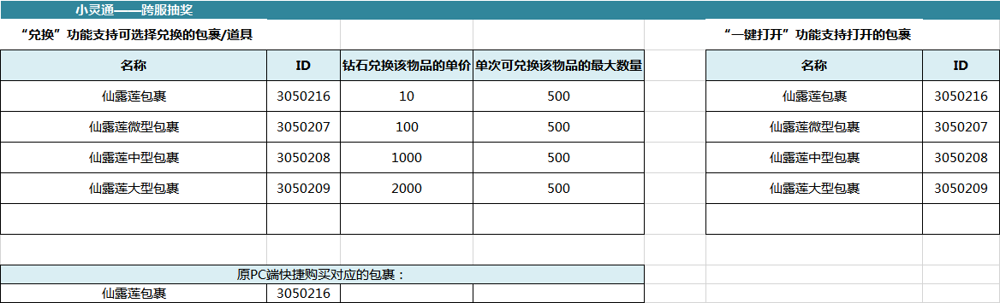 小灵通——跨服抽奖
“兑换”功能支持可选择兑换的包裹/道具 “一键打开”功能支持打开的包裹
名称 ID 钻石兑换该物品的单价 单次可兑换该物品的最大数量 名称 ID
仙露莲包裹 3050216 10 500 仙露莲包裹 3050216
仙露莲微型包裹 3050207 100 500 仙露莲微型包裹 3050207
仙露莲中型包裹 3050208 1000 500 仙露莲中型包裹 3050208
仙露莲大型包裹 3050209 2000 500 仙露莲大型包裹 3050209
原PC端快捷购买对应的包裹：
仙露莲包裹 3050216